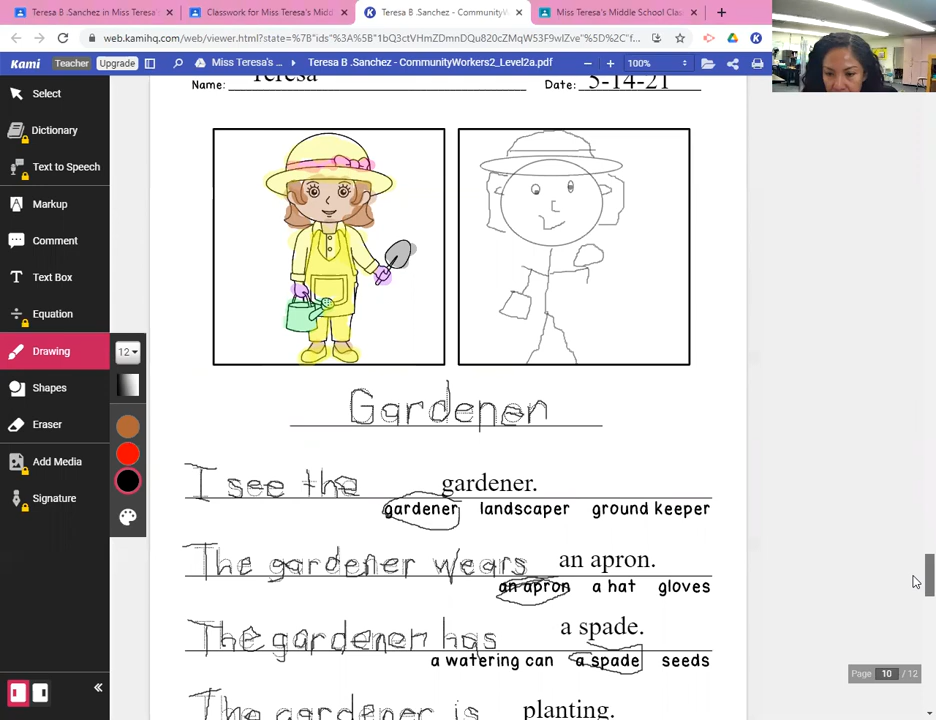 Teresa B .Sanchez in Miss Teresa's
Classwork for Miss Teresa's Midd
Teresa B .Sanchez - CommunityW
Miss Teresa's Middle School Clas
web.kamihq.com/web/viewer.html?state=%7B"ids"%3A%5B"1bQ3ctVHmZDmnDQu820cZMqW53F9wlZve"%5D%2C"f...
Kami
Teacher
Upgrade
Miss Teresa's ...
Teresa B .Sanchez - CommunityWorkers2_Level2a.pdf
100%
Select
Dictionary
Text to Speech
Markup
Comment
Text Box
Equation
Drawing
Shapes
Eraser
Add Media
Signature
12
Name: Teresa Date: 5-14-21
Gardener
I see the gardener.
gardener landscaper ground keeper
The gardener wears an apron.
an apron a hat gloves
The gardener has a spade.
a watering can a spade seeds
The gardener is planting.
Page 10 / 12